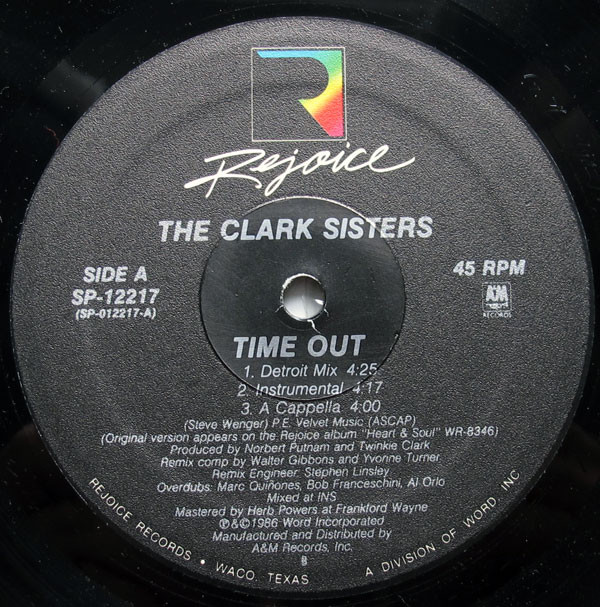 R
Rejoice
THE CLARK SISTERS
SIDE A
SP-12217
(SP-012217-A)
45 RPM
A&M
RECORDS
TIME OUT
1. Detroit Mix 4:25
2. Instrumental 4:17
3. A Cappella 4:00
(Steve Wenger) P.E. Velvet Music (ASCAP)
(Original version appears on the Rejoice album "Heart & Soul" WR-8346)
Produced by Norbert Putnam and Twinkie Clark
Remix comp by Walter Gibbons and Yvonne Turner
Remix Engineer: Stephen Linsley
Overdubs: Marc Quiñones, Bob Franceschini, Al Orlo
Mixed at INS
Mastered by Herb Powers at Frankford Wayne
℗&©1986 Word Incorporated
Manufactured and Distributed by
A&M Records, Inc.
B
REJOICE RECORDS • WACO, TEXAS A DIVISION OF WORD, INC